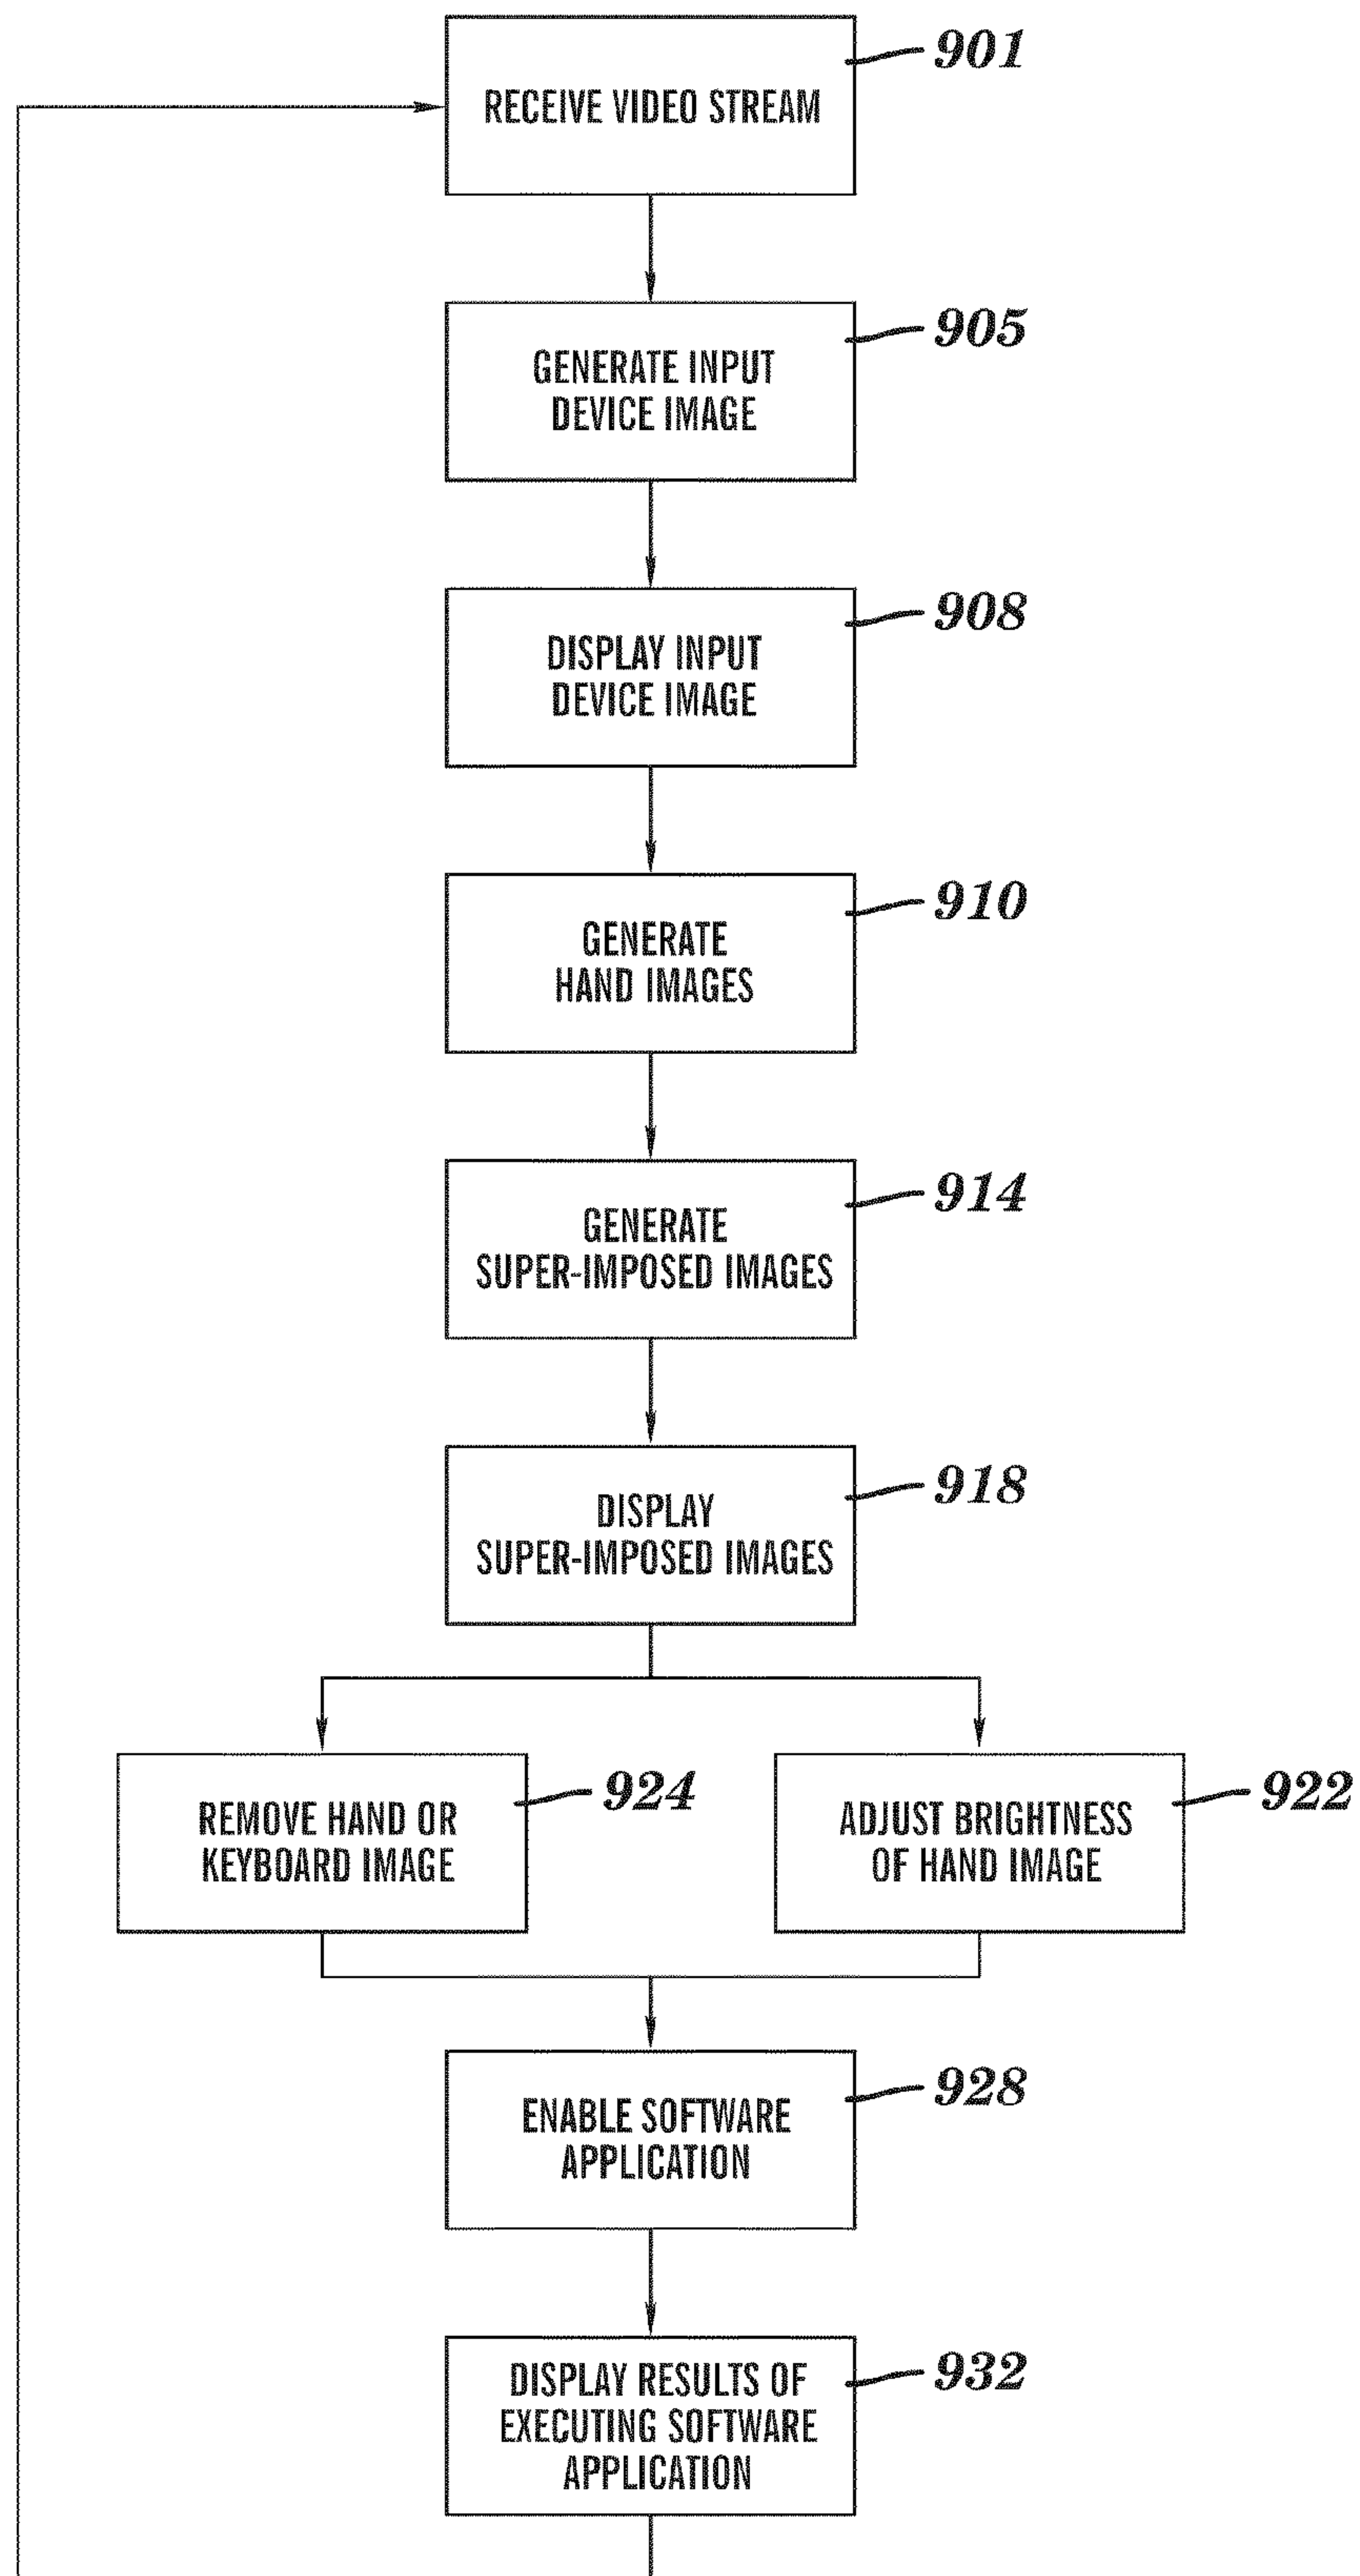 901
RECEIVE VIDEO STREAM
905
GENERATE INPUT
DEVICE IMAGE
908
DISPLAY INPUT
DEVICE IMAGE
910
GENERATE
HAND IMAGES
914
GENERATE
SUPER-IMPOSED IMAGES
918
DISPLAY
SUPER-IMPOSED IMAGES
924
REMOVE HAND OR
KEYBOARD IMAGE
922
ADJUST BRIGHTNESS
OF HAND IMAGE
928
ENABLE SOFTWARE
APPLICATION
932
DISPLAY RESULTS OF
EXECUTING SOFTWARE
APPLICATION